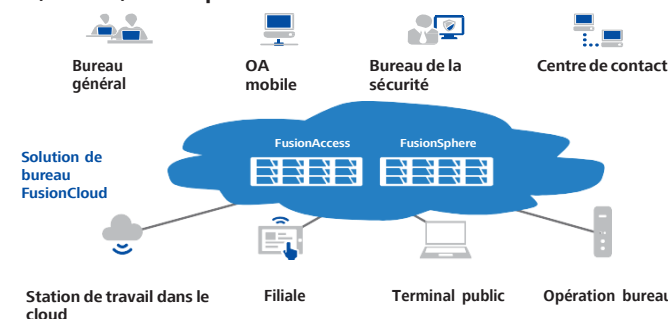 Bureau
général
OA
mobile
Bureau de la
sécurité
Centre de contact
FusionAccess
FusionSphere
Solution de
bureau
FusionCloud
Station de travail dans le
cloud
Filiale
Terminal public
Opération bureau